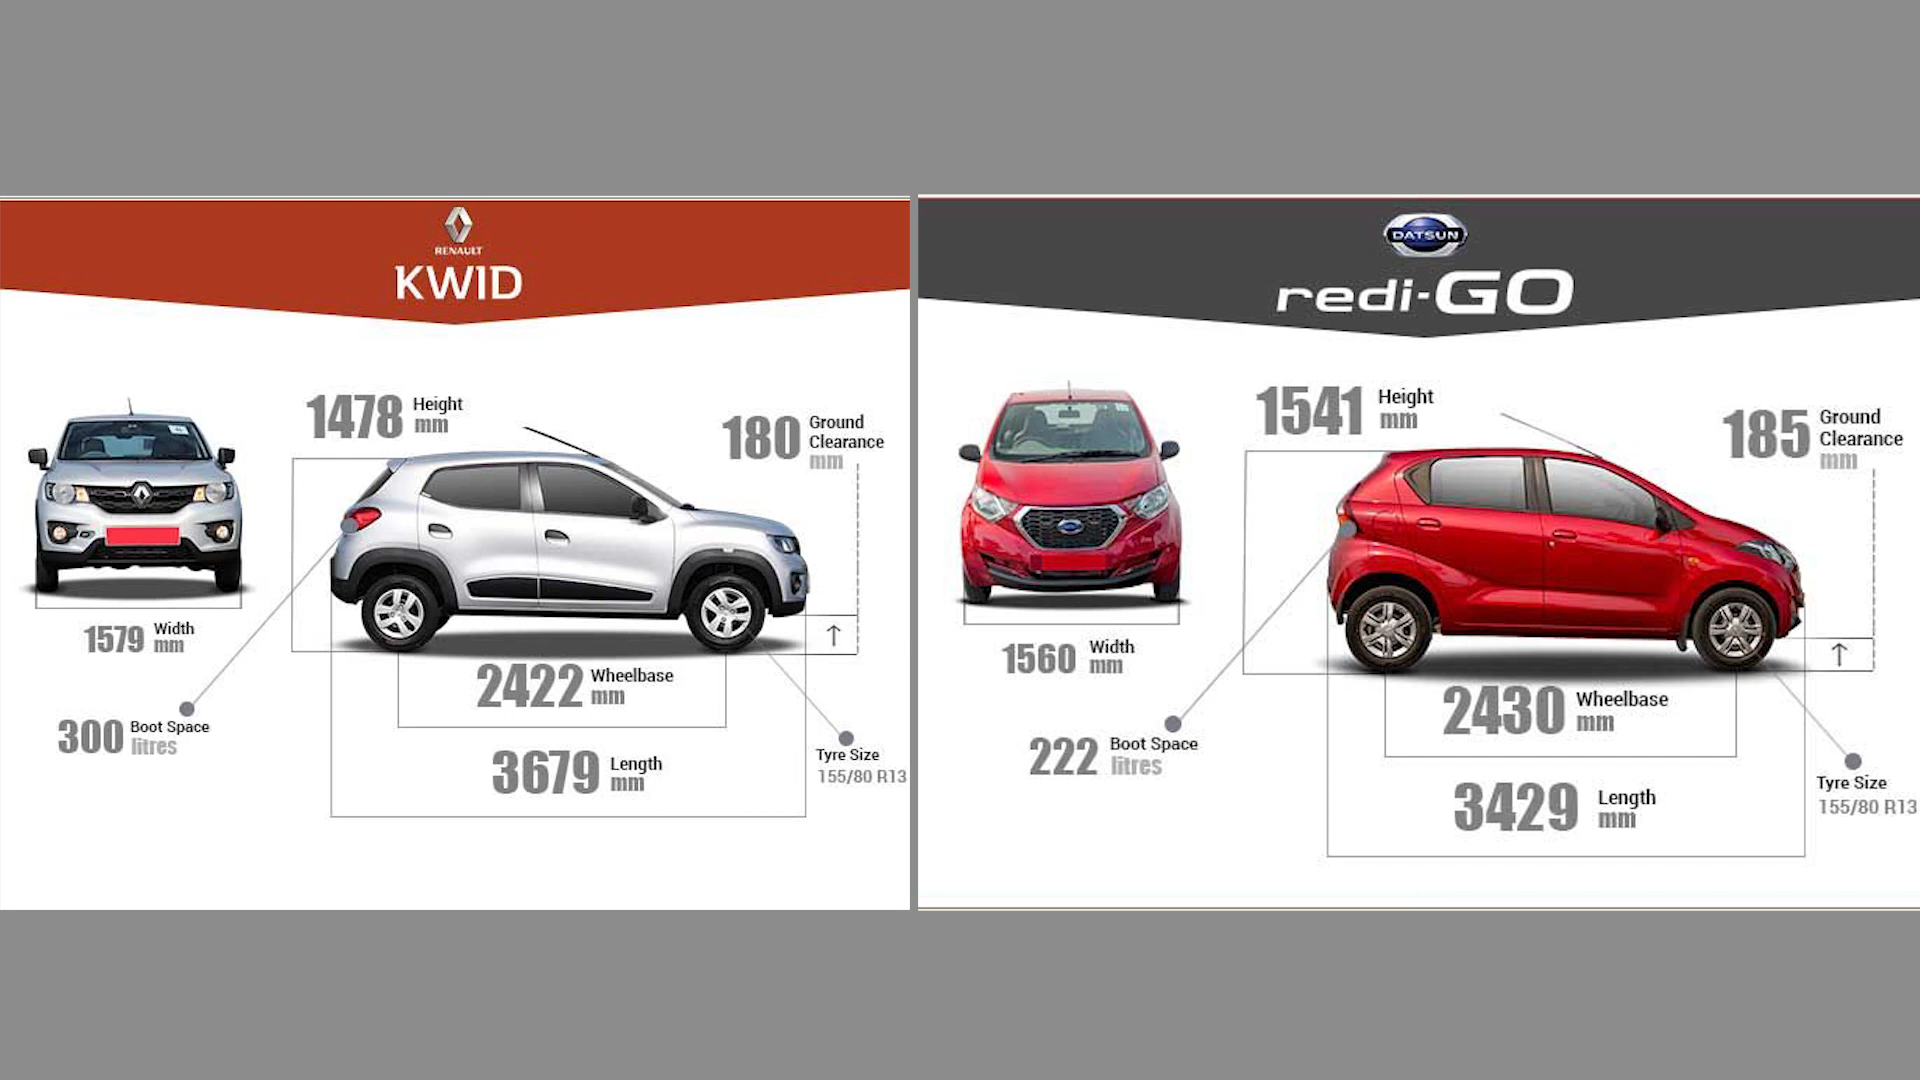 RENAULT
KWID
1478 Height
mm
180 Ground
Clearance
mm
1579 Width
mm
2422 Wheelbase
mm
300 Boot Space
litres
3679 Length
mm
Tyre Size
155/80 R13
DATSUN
redi-GO
1541 Height
mm
185 Ground
Clearance
mm
1560 Width
mm
2430 Wheelbase
mm
222 Boot Space
litres
3429 Length
mm
Tyre Size
155/80 R13